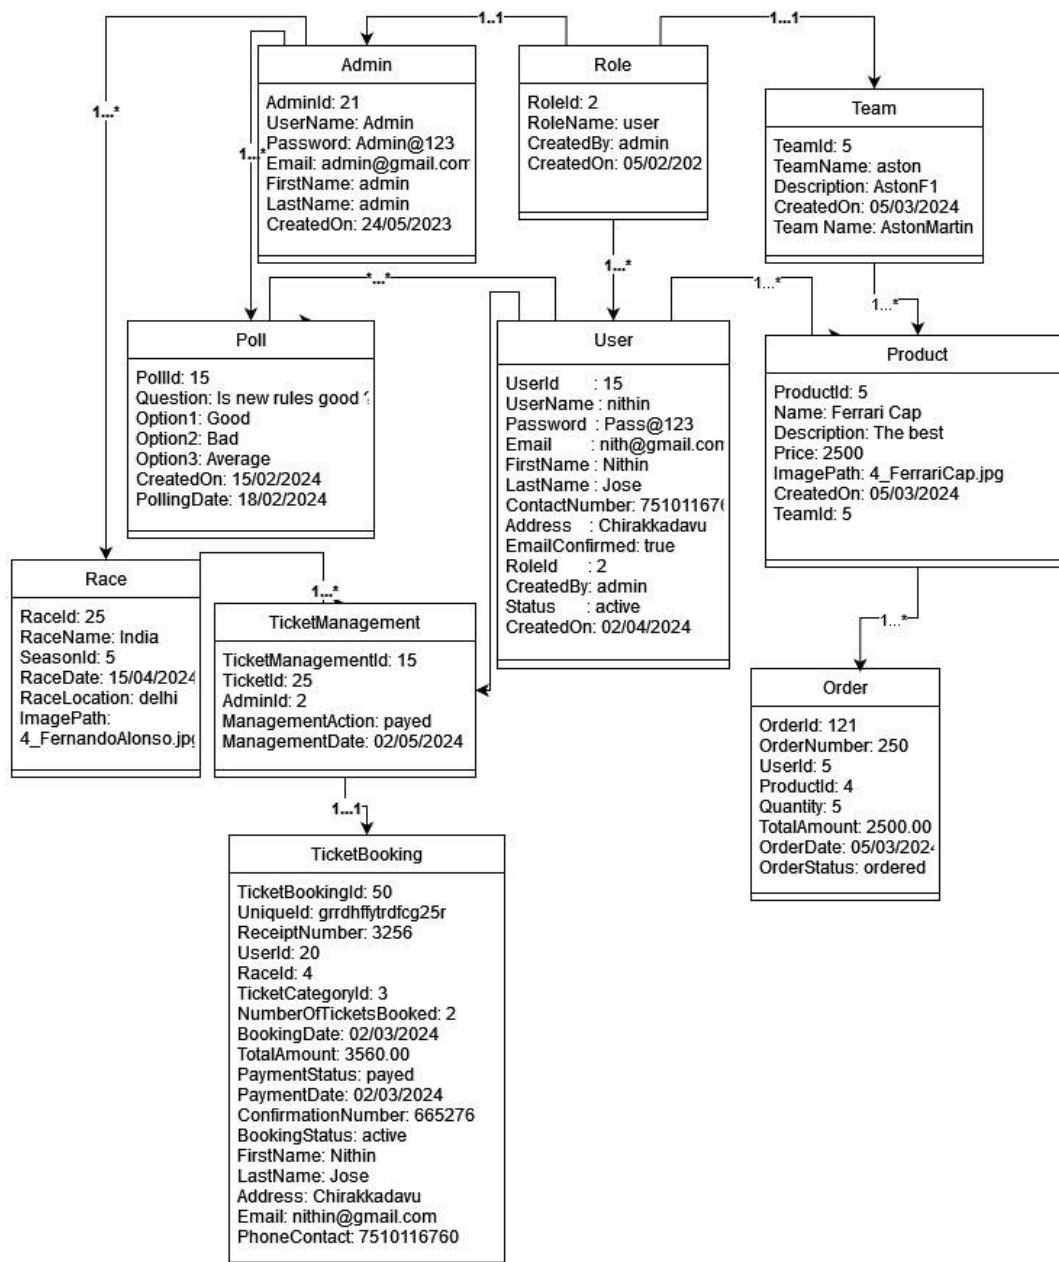 1..1
1...1
1...*
1...*
Admin
AdminId: 21
UserName: Admin
Password: Admin@123
Email: admin@gmail.com
FirstName: admin
LastName: admin
CreatedOn: 24/05/2023
Role
RoleId: 2
RoleName: user
CreatedBy: admin
CreatedOn: 05/02/202
Team
TeamId: 5
TeamName: aston
Description: AstonF1
CreatedOn: 05/03/2024
Team Name: AstonMartin
*...*
1...*
1...*
1...*
Poll
PollId: 15
Question: Is new rules good ?
Option1: Good
Option2: Bad
Option3: Average
CreatedOn: 15/02/2024
PollingDate: 18/02/2024
User
UserId : 15
UserName : nithin
Password : Pass@123
Email : nith@gmail.com
FirstName : Nithin
LastName : Jose
ContactNumber: 751011676
Address : Chirakkadavu
EmailConfirmed: true
RoleId : 2
CreatedBy: admin
Status : active
CreatedOn: 02/04/2024
Product
ProductId: 5
Name: Ferrari Cap
Description: The best
Price: 2500
ImagePath: 4_FerrariCap.jpg
CreatedOn: 05/03/2024
TeamId: 5
Race
RaceId: 25
RaceName: India
SeasonId: 5
RaceDate: 15/04/2024
RaceLocation: delhi
ImagePath:
4_FernandoAlonso.jpg
1...*
TicketManagement
TicketManagementId: 15
TicketId: 25
AdminId: 2
ManagementAction: payed
ManagementDate: 02/05/2024
1...*
Order
OrderId: 121
OrderNumber: 250
UserId: 5
ProductId: 4
Quantity: 5
TotalAmount: 2500.00
OrderDate: 05/03/2024
OrderStatus: ordered
1...1
TicketBooking
TicketBookingId: 50
UniqueId: grrdhffytrdfcg25r
ReceiptNumber: 3256
UserId: 20
RaceId: 4
TicketCategoryId: 3
NumberOfTicketsBooked: 2
BookingDate: 02/03/2024
TotalAmount: 3560.00
PaymentStatus: payed
PaymentDate: 02/03/2024
ConfirmationNumber: 665276
BookingStatus: active
FirstName: Nithin
LastName: Jose
Address: Chirakkadavu
Email: nithin@gmail.com
PhoneContact: 7510116760